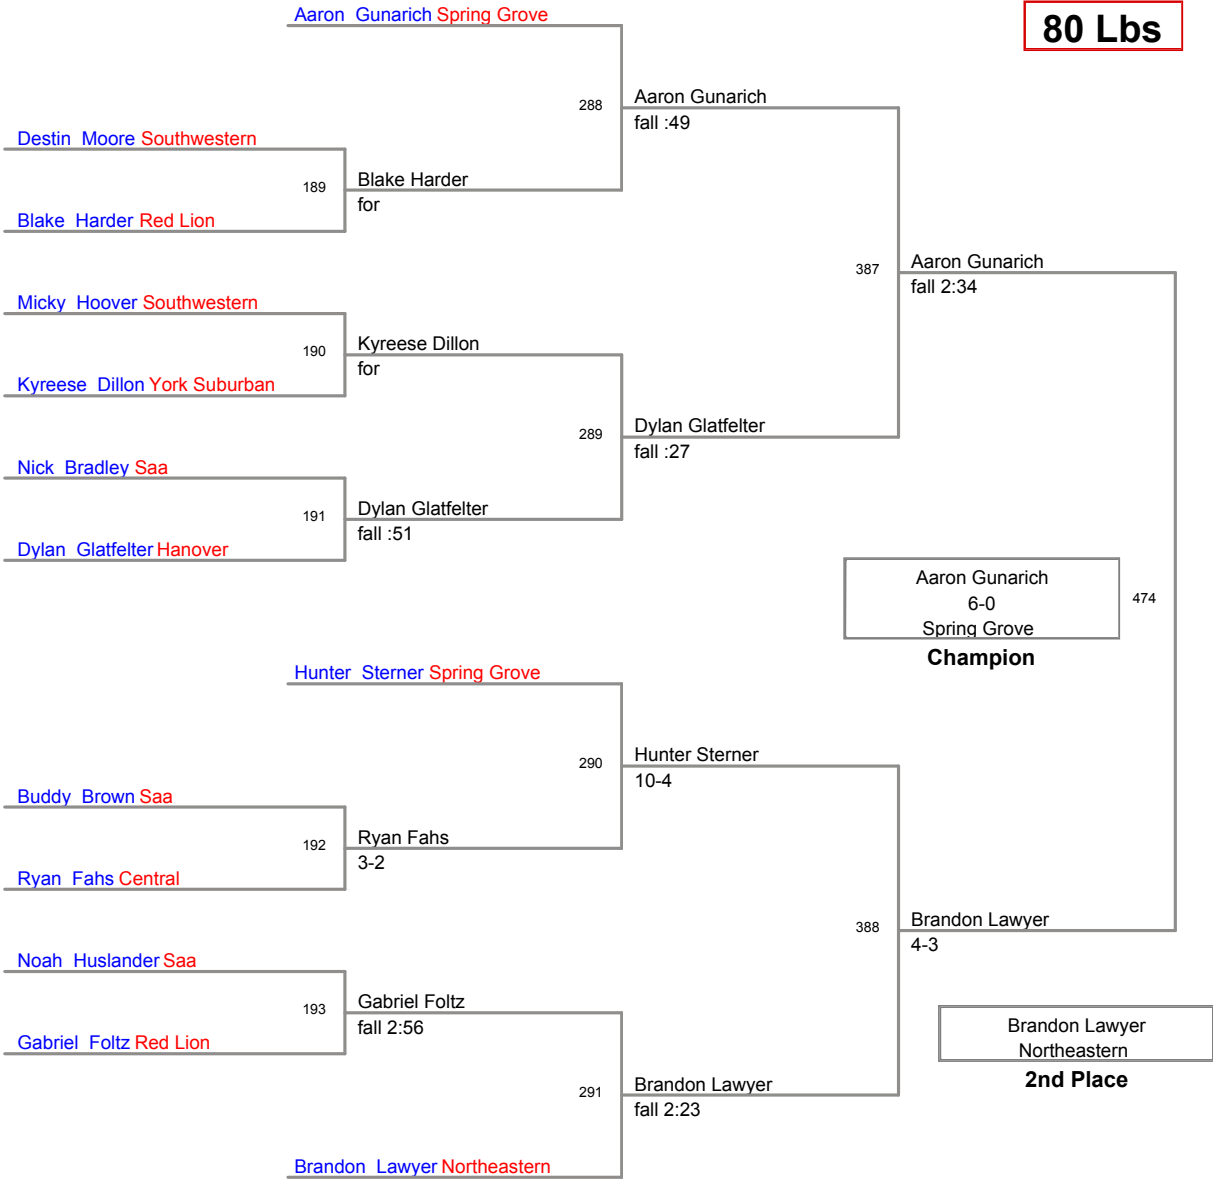 Aaron  Gunarich Spring Grove
80 Lbs
288
Aaron Gunarich
fall :49
Destin  Moore Southwestern
189
Blake Harder
for
Blake  Harder Red Lion
387
Aaron Gunarich
fall 2:34
Micky  Hoover Southwestern
190
Kyreese Dillon
for
Kyreese  Dillon York Suburban
289
Dylan Glatfelter
fall :27
Nick  Bradley Saa
191
Dylan Glatfelter
fall :51
Dylan  Glatfelter Hanover
Aaron Gunarich
6-0
Spring Grove
Champion
474
Hunter  Sterner Spring Grove
290
Hunter Sterner
10-4
Buddy  Brown Saa
192
Ryan Fahs
3-2
Ryan  Fahs Central
388
Brandon Lawyer
4-3
Noah  Huslander Saa
193
Gabriel Foltz
fall 2:56
Gabriel  Foltz Red Lion
Brandon Lawyer
Northeastern
2nd Place
291
Brandon Lawyer
fall 2:23
Brandon  Lawyer Northeastern